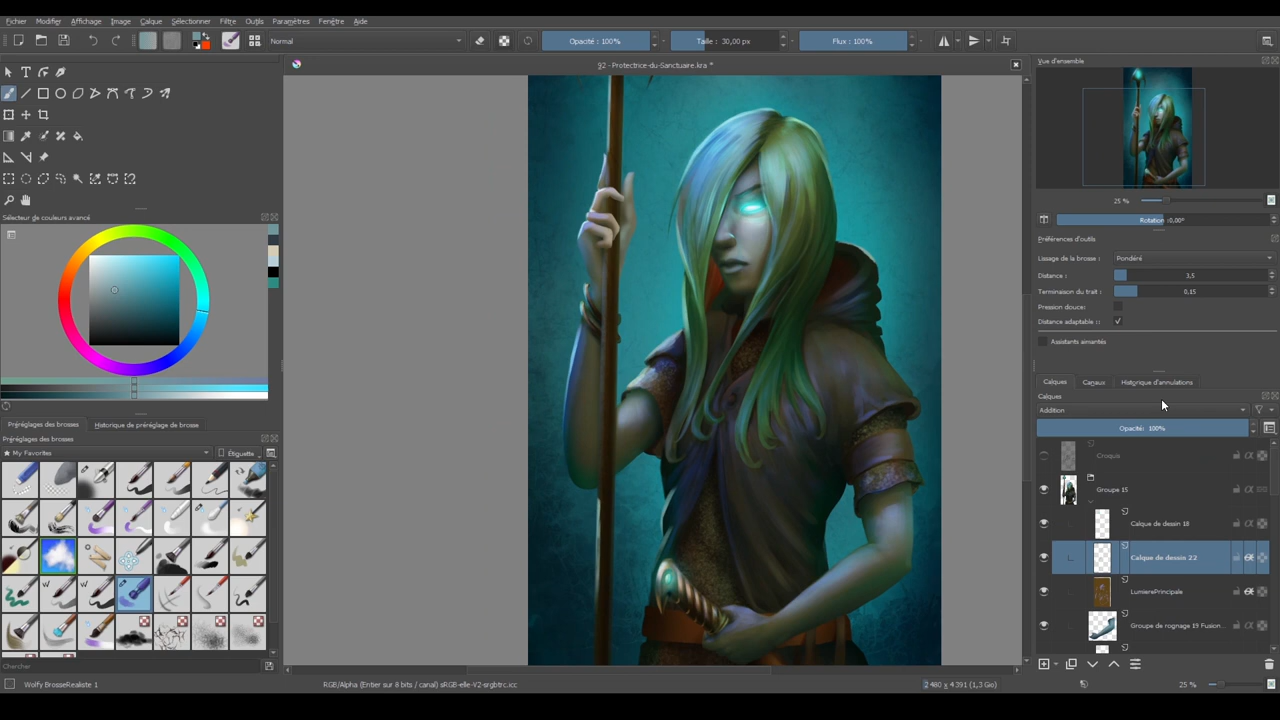 Fichier Modifier Affichage Image Calque Sélectionner Filtre Outils Paramètres Fenêtre Aide
Normal Opacité : 100% Taille : 30,00 px Flux : 100%
92 - Protectrice-du-Sanctuaire.kra *
Vue d'ensemble
25 %
Rotation :0,00°
Sélecteur de couleurs avancé
Préférences d'outils
Lissage de la brosse : Pondéré
Distance : 3,5
Terminaison du trait : 0,15
Pression douce:
Distance adaptable ::
Assistants aimantés
Calques Canaux Historique d'annulations
Calques
Addition
Opacité: 100%
Croquis
Groupe 15
Calque de dessin 18
Calque de dessin 22
LumierePrincipale
Groupe de rognage 19 Fusion...
Préréglages des brosses Historique de préréglage de brosse
Préréglages des brosses
My Favorites Étiquette
Chercher
Wolfy BrosseRealiste 1
RGB/Alpha (Entier sur 8 bits / canal) sRGB-elle-V2-srgbtrc.icc
2 480 x 4 391 (1,3 Gio)
25 %